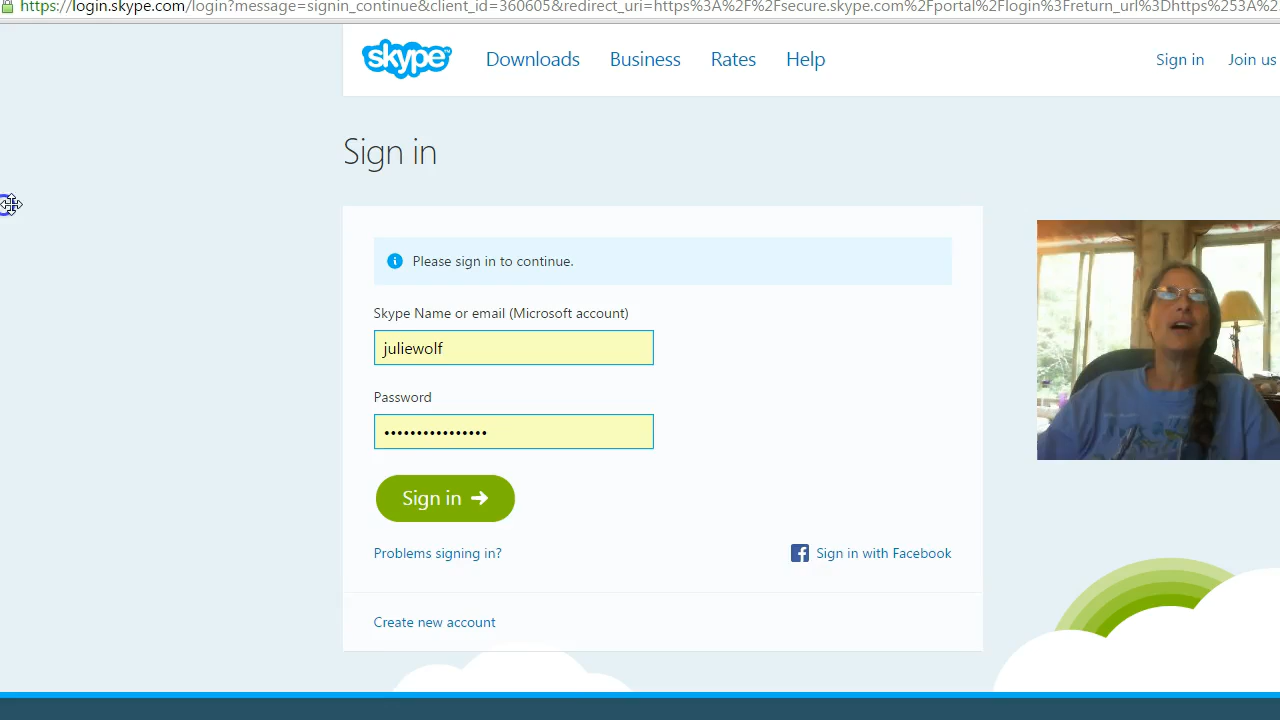 https://login.skype.com/login?message=signin_continue&client_id=360605&redirect_uri=https%3A%2F%2Fsecure.skype.com%2Fportal%2Flogin%3Freturn_url%3Dhttps%253A%2
skype™ Downloads Business Rates Help Sign in Join us
Sign in
Please sign in to continue.
Skype Name or email (Microsoft account)
juliewolf
Password
••••••••••••••••
Sign in
Problems signing in? Sign in with Facebook
Create new account